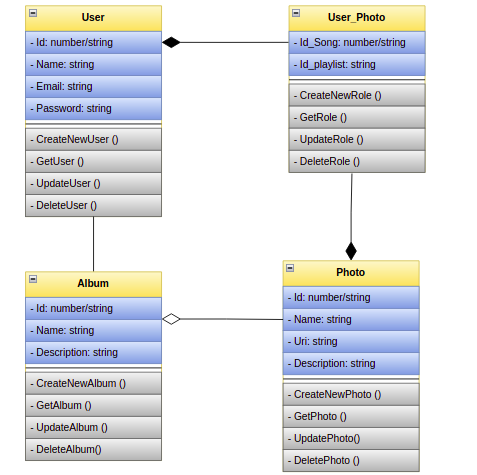 User
- Id: number/string
- Name: string
- Email: string
- Password: string
- CreateNewUser ()
- GetUser ()
- UpdateUser ()
- DeleteUser ()
User_Photo
- Id_Song: number/string
- Id_playlist: string
- CreateNewRole ()
- GetRole ()
- UpdateRole ()
- DeleteRole ()
Album
- Id: number/string
- Name: string
- Description: string
- CreateNewAlbum ()
- GetAlbum ()
- UpdateAlbum ()
- DeleteAlbum()
Photo
- Id: number/string
- Name: string
- Uri: string
- Description: string
- CreateNewPhoto ()
- GetPhoto ()
- UpdatePhoto()
- DeletePhoto ()